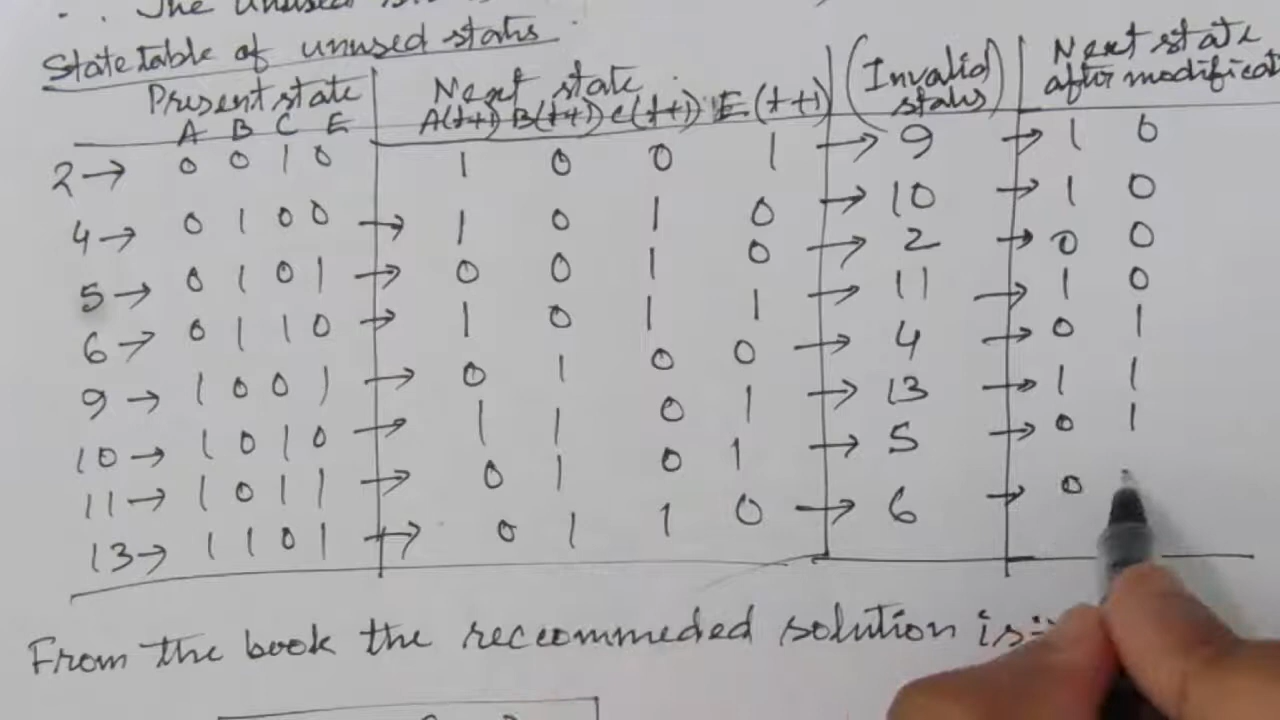 The unused
State table of unused states
Present state | Next state | (Invalid states) | Next state after modificat
A B C E | A(t+1) B(t+1) C(t+1) E(t+1)
2→ 0 0 1 0 1 0 0 1 → 9 → 1 0
4→ 0 1 0 0 → 1 0 1 0 → 10 → 1 0
5→ 0 1 0 1 → 0 0 1 0 → 2 → 0 0
6→ 0 1 1 0 → 1 0 1 1 → 11 → 1 0
9→ 1 0 0 1 → 0 1 0 0 → 4 → 0 1
10→ 1 0 1 0 → 1 1 0 1 → 13 → 1 1
11→ 1 0 1 1 → 0 1 0 1 → 5 → 0 1
13→ 1 1 0 1 → 0 1 1 0 → 6 → 0
From the book the reccommeded solution is:-